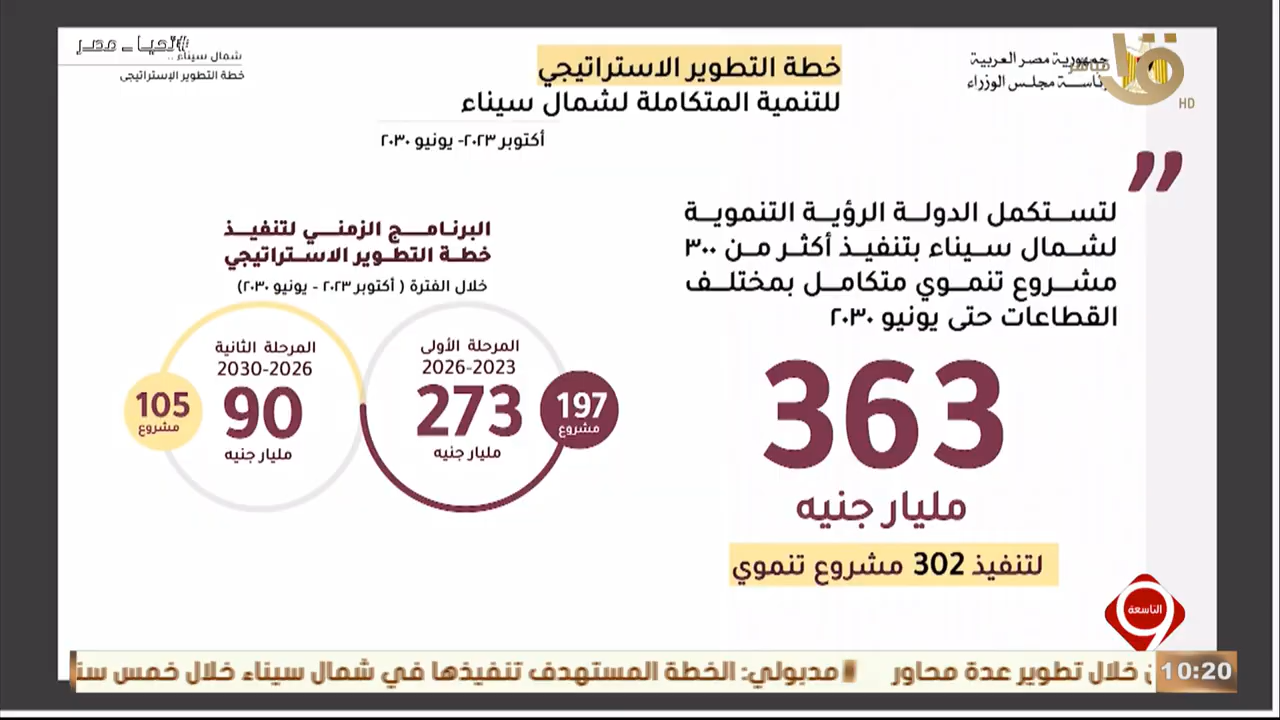 #تحيا_مصر
شمال سيناء ..
خطة التطوير الإستراتيجى
خطة التطوير الاستراتيجي
للتنمية المتكاملة لشمال سيناء
أكتوبر ٢٠٢٣- يونيو ٢٠٣٠
جمهورية مصر العربية
رئاسة مجلس الوزراء
مباشر
HD
”
لتستكمل الدولة الرؤية التنموية
لشمال سيناء بتنفيذ أكثر من ٣٠٠
مشروع تنموي متكامل بمختلف
القطاعات حتى يونيو ٢٠٣٠
363
مليار جنيه
لتنفيذ 302 مشروع تنموي
البرنامج الزمني لتنفيذ
خطة التطوير الاستراتيجي
خلال الفترة ( أكتوبر ٢٠٢٣ - يونيو ٢٠٣٠)
المرحلة الأولى
2026-2023
273
مليار جنيه
197
مشروع
المرحلة الثانية
2030-2026
90
مليار جنيه
105
مشروع
التاسعة
9
خلال تطوير عدة محاور
مدبولي: الخطة المستهدف تنفيذها في شمال سيناء خلال خمس
10:20